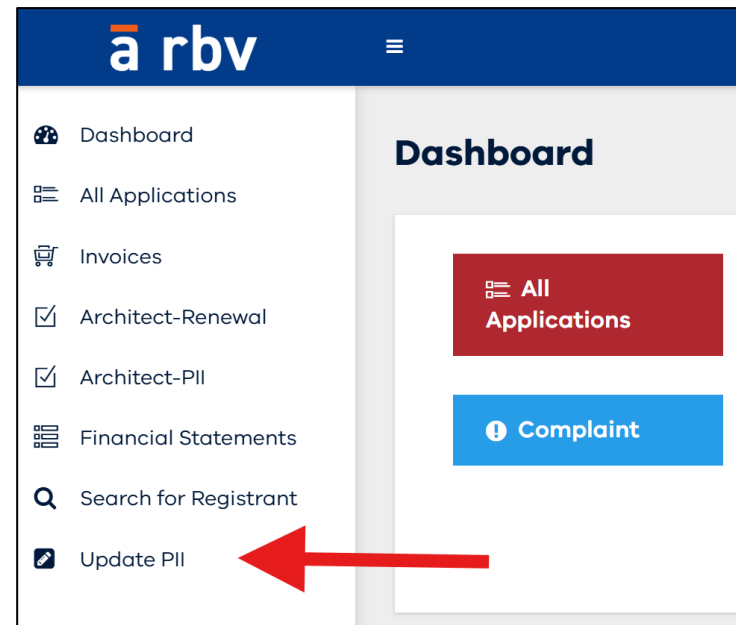 ā rbv
Dashboard
All Applications
Invoices
Architect-Renewal
Architect-PII
Financial Statements
Search for Registrant
Update PII
Dashboard
All
Applications
Complaint